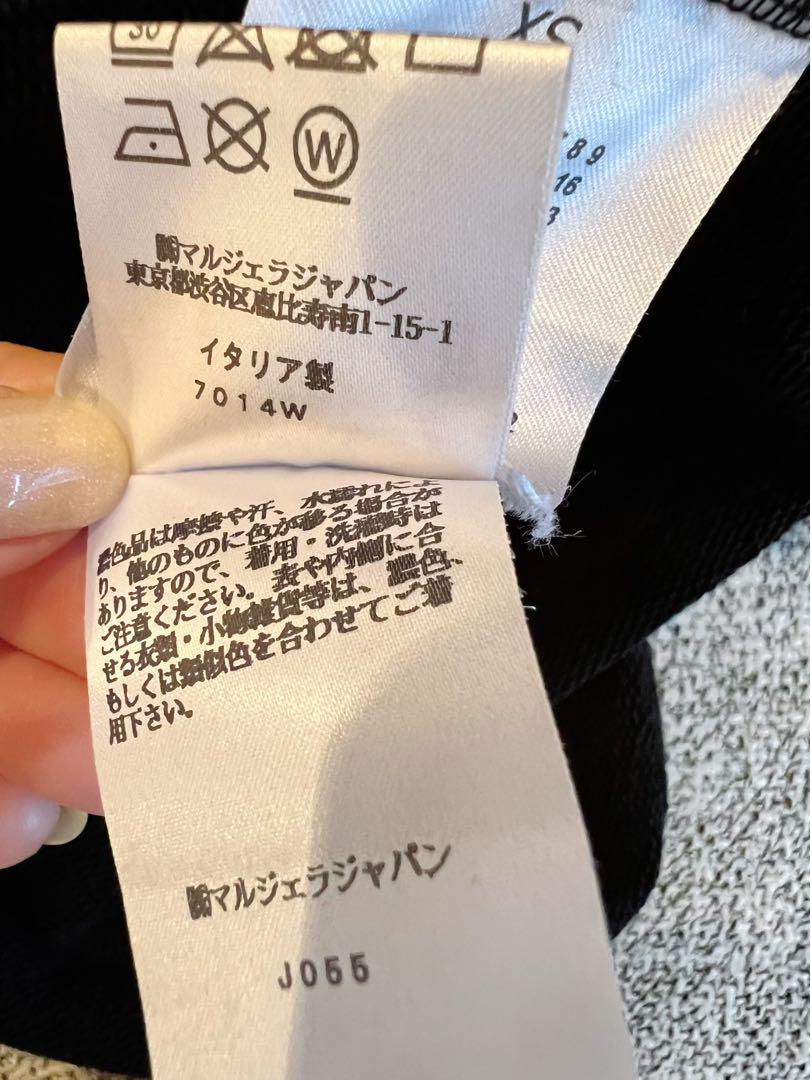 XS
30
W
89
16
3
㈱マルジェラジャパン
東京都渋谷区恵比寿南1-15-1
イタリア製
7014W
2
濃色品は摩擦や汗、水濡れによ
り、他のものに色が移る場合が
ありますので、着用・洗濯時は
ご注意ください。表や内側に合
せる衣類・小物雑貨等は、濃色、
もしくは類似色を合わせてご着
用下さい。
㈱マルジェラジャパン
J055